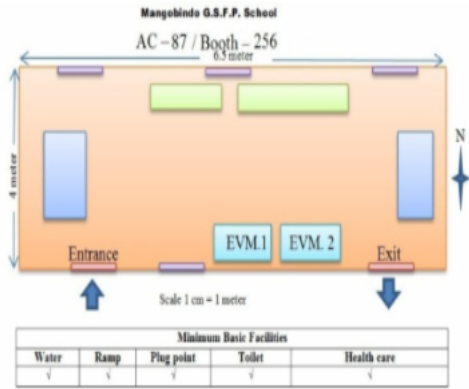 Mangobindo G.S.F.P. School
AC – 87 / Booth – 256
6.5 meter
4 meter
N
EVM.1 EVM. 2
Entrance Exit
Scale 1 cm = 1 meter
Minimum Basic Facilities
Water Ramp Plug point Toilet Health care
√ √ √ √ √